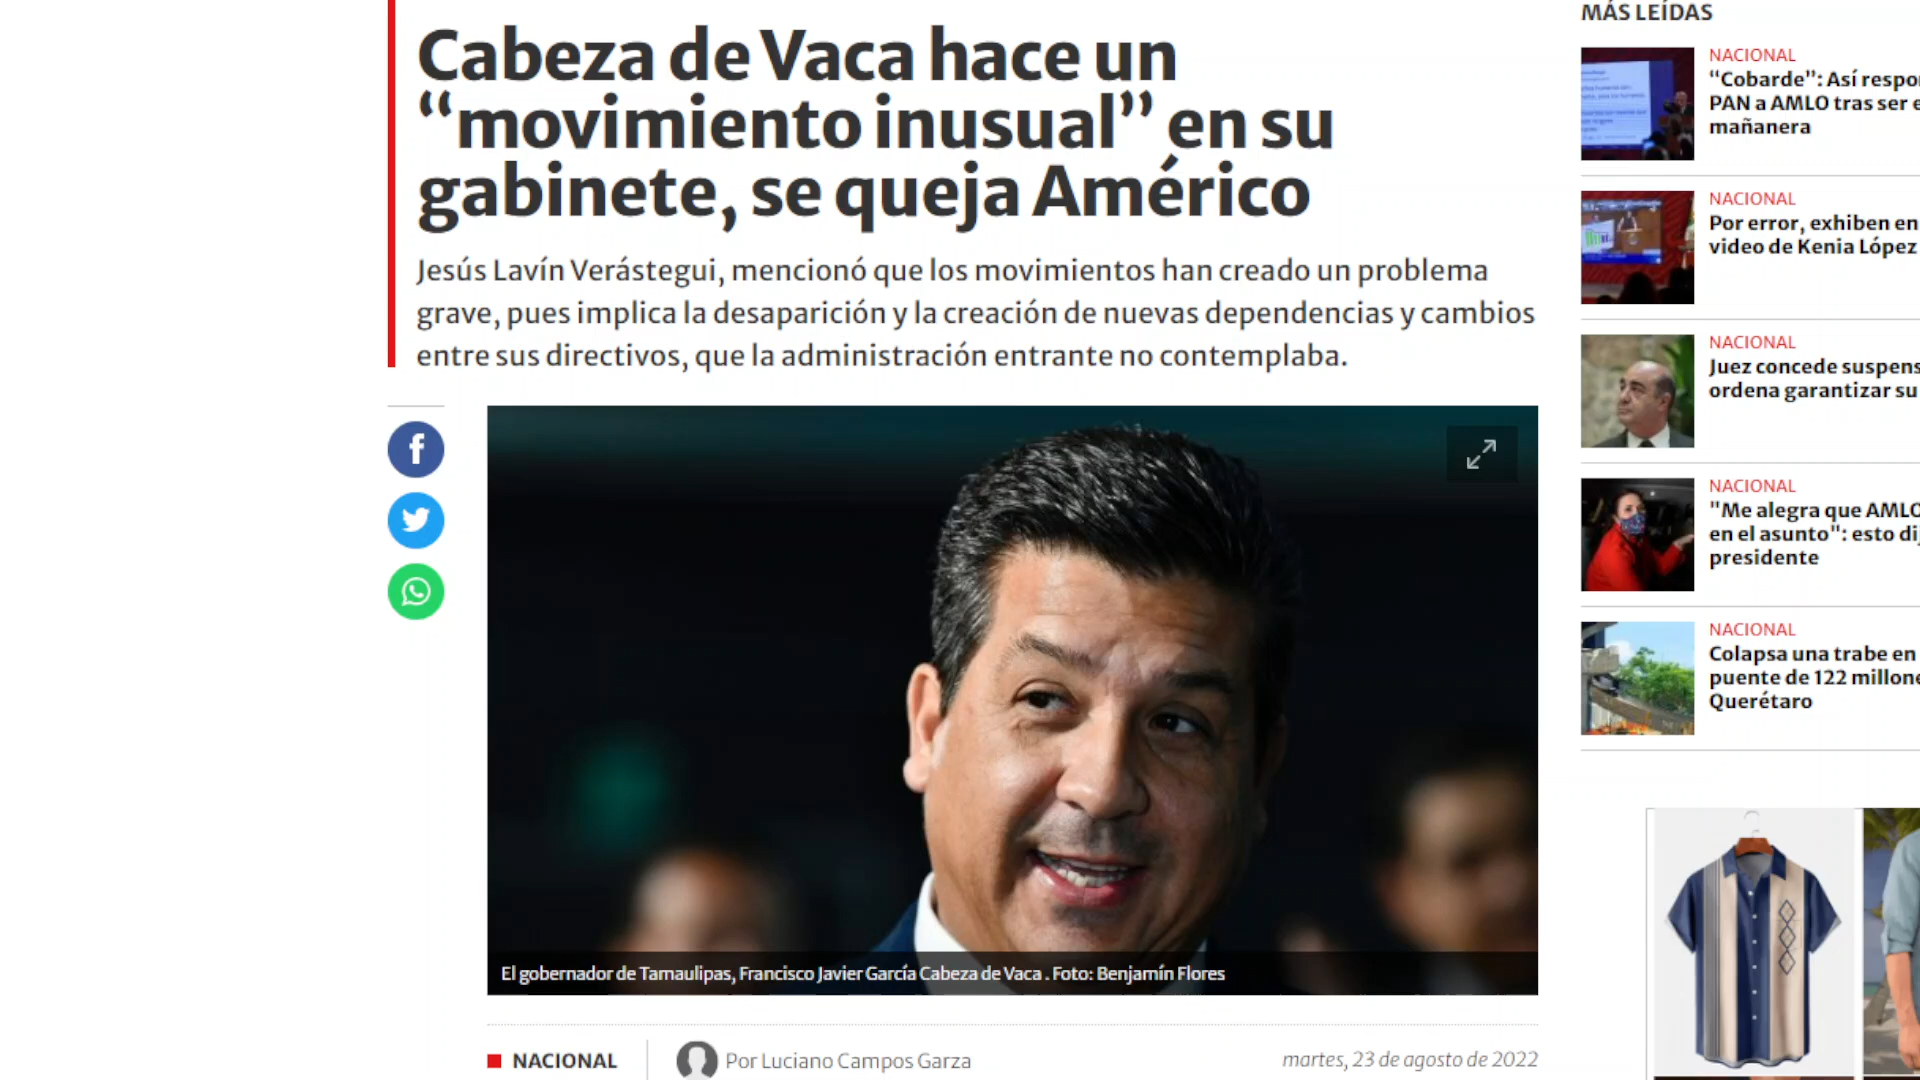 Cabeza de Vaca hace un
“movimiento inusual” en su
gabinete, se queja Américo
Jesús Lavín Verástegui, mencionó que los movimientos han creado un problema
grave, pues implica la desaparición y la creación de nuevas dependencias y cambios
entre sus directivos, que la administración entrante no contemplaba.
El gobernador de Tamaulipas, Francisco Javier García Cabeza de Vaca . Foto: Benjamín Flores
NACIONAL
Por Luciano Campos Garza
martes, 23 de agosto de 2022
MÁS LEÍDAS
NACIONAL
“Cobarde”: Así respo
PAN a AMLO tras ser e
mañanera
NACIONAL
Por error, exhiben en
video de Kenia López
NACIONAL
Juez concede suspens
ordena garantizar su
NACIONAL
"Me alegra que AMLO
en el asunto": esto di
presidente
NACIONAL
Colapsa una trabe en
puente de 122 millone
Querétaro